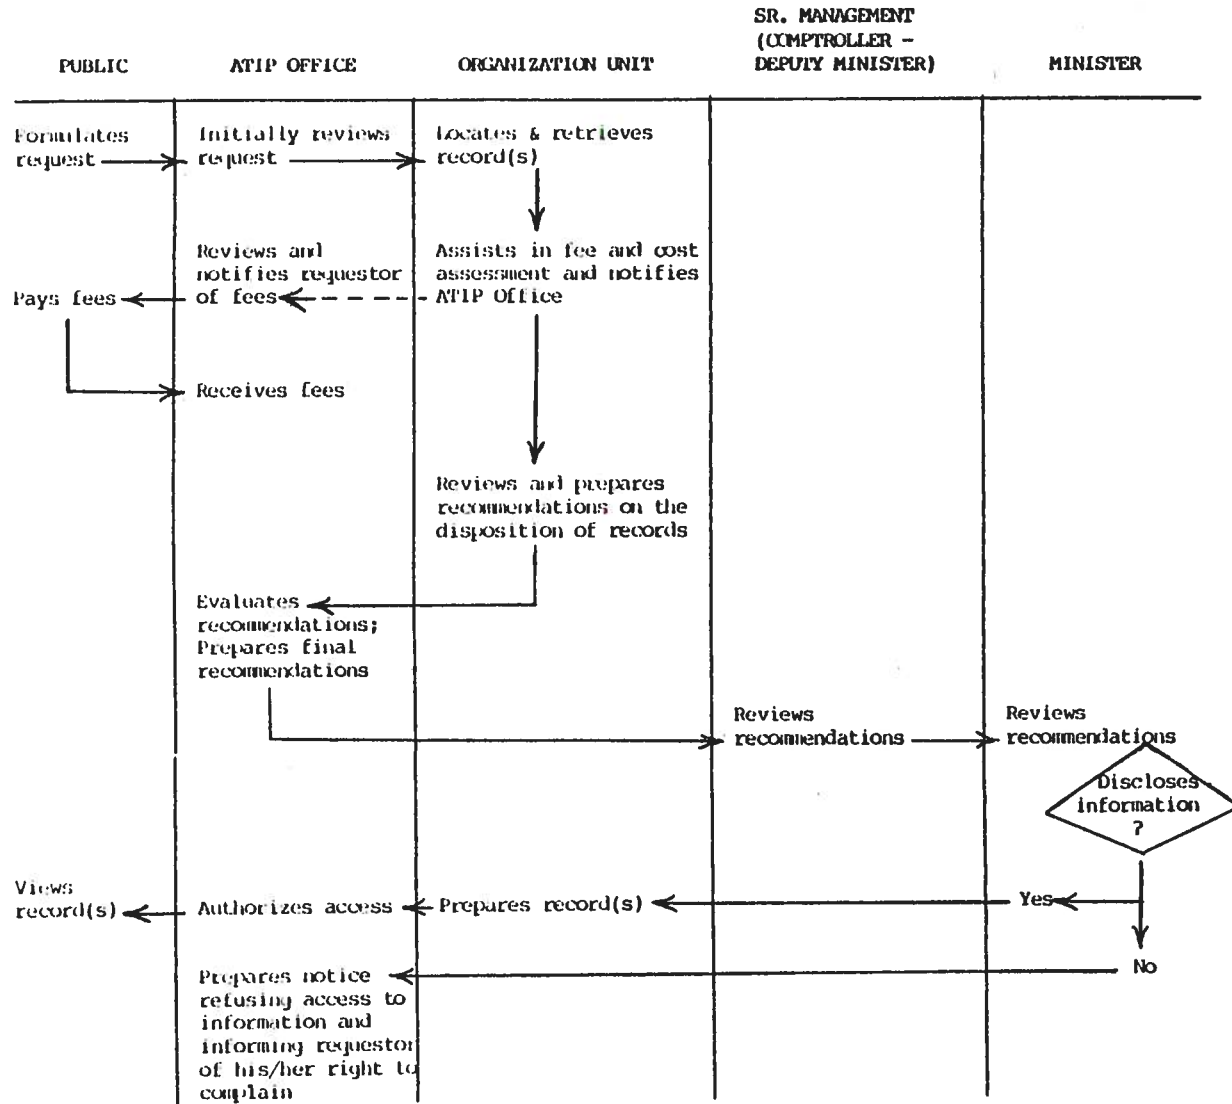 SR. MANAGEMENT
(COMPTROLLER -
DEPUTY MINISTER)
PUBLIC
ATIP OFFICE
ORGANIZATION UNIT
MINISTER
Formulates
request
Initially reviews
request
Locates & retrieves
record(s)
Reviews and
notifies requestor
of fees
Assists in fee and cost
assessment and notifies
ATIP Office
Pays fees
Receives fees
Reviews and prepares
recommendations on the
disposition of records
Evaluates
recommendations;
Prepares final
recommendations
Reviews
recommendations
Reviews
recommendations
Discloses
information
?
Views
record(s)
Authorizes access
Prepares record(s)
Yes
No
Prepares notice
refusing access to
information and
informing requestor
of his/her right to
complain